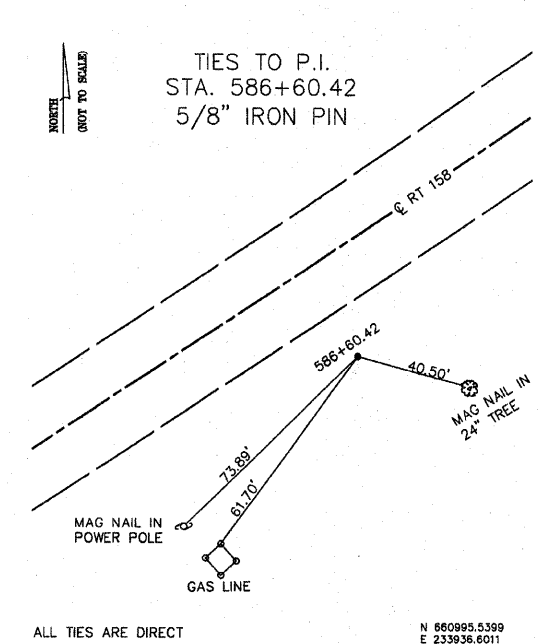 NORTH
(NOT TO SCALE)
TIES TO P.I.
STA. 586+60.42
5/8" IRON PIN
℄ RT 158
586+60.42
40.50'
MAG NAIL IN
24" TREE
73.89'
61.70'
MAG NAIL IN
POWER POLE
GAS LINE
ALL TIES ARE DIRECT
N 660995.5399
E 233936.6011